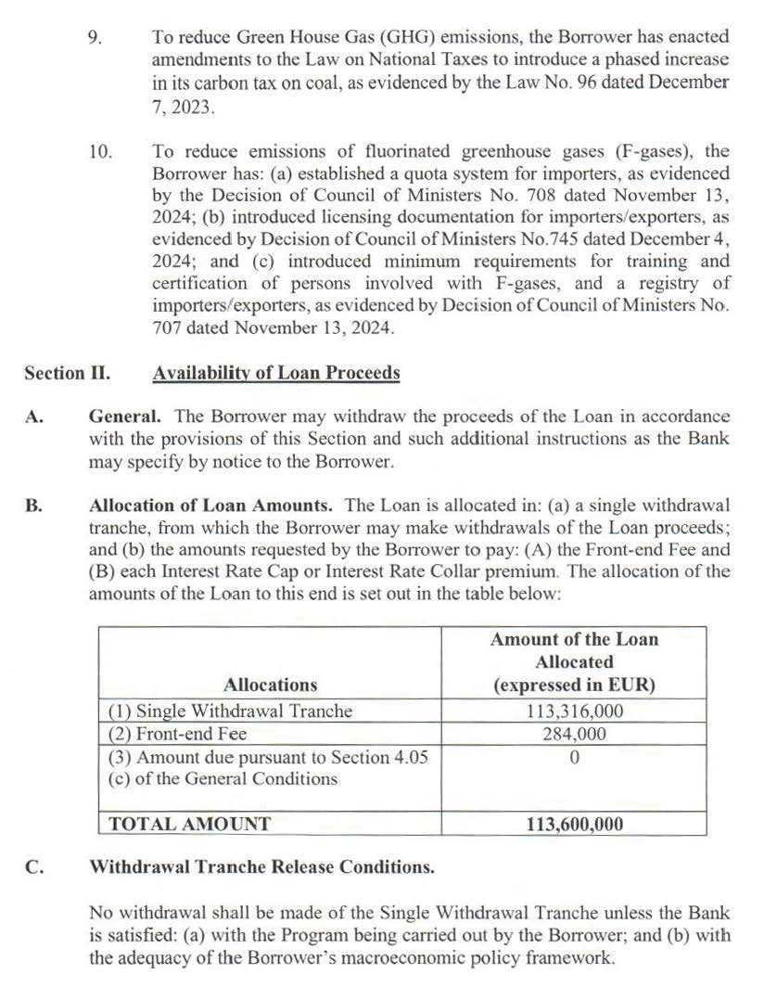 9. To reduce Green House Gas (GHG) emissions, the Borrower has enacted
amendments to the Law on National Taxes to introduce a phased increase
in its carbon tax on coal, as evidenced by the Law No. 96 dated December
7, 2023.
10. To reduce emissions of fluorinated greenhouse gases (F-gases), the
Borrower has: (a) established a quota system for importers, as evidenced
by the Decision of Council of Ministers No. 708 dated November 13,
2024; (b) introduced licensing documentation for importers/exporters, as
evidenced by Decision of Council of Ministers No.745 dated December 4,
2024; and (c) introduced minimum requirements for training and
certification of persons involved with F-gases, and a registry of
importers/exporters, as evidenced by Decision of Council of Ministers No.
707 dated November 13, 2024.
Section II. Availability of Loan Proceeds
A. General. The Borrower may withdraw the proceeds of the Loan in accordance
with the provisions of this Section and such additional instructions as the Bank
may specify by notice to the Borrower.
B. Allocation of Loan Amounts. The Loan is allocated in: (a) a single withdrawal
tranche, from which the Borrower may make withdrawals of the Loan proceeds;
and (b) the amounts requested by the Borrower to pay: (A) the Front-end Fee and
(B) each Interest Rate Cap or Interest Rate Collar premium. The allocation of the
amounts of the Loan to this end is set out in the table below:
Amount of the Loan
Allocated
Allocations (expressed in EUR)
(1) Single Withdrawal Tranche 113,316,000
(2) Front-end Fee 284,000
(3) Amount due pursuant to Section 4.05 0
(c) of the General Conditions
TOTAL AMOUNT 113,600,000
C. Withdrawal Tranche Release Conditions.
No withdrawal shall be made of the Single Withdrawal Tranche unless the Bank
is satisfied: (a) with the Program being carried out by the Borrower; and (b) with
the adequacy of the Borrower's macroeconomic policy framework.